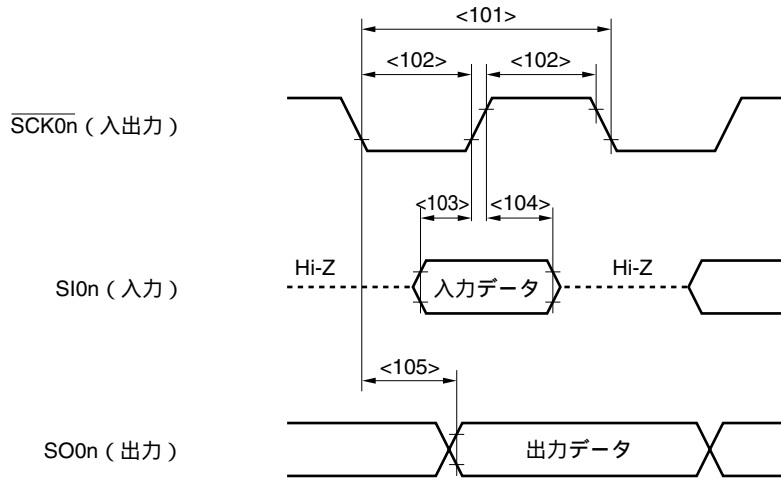 <101>
<102> <102>
SCK0n（入出力）
<103> <104>
Hi-Z Hi-Z
SI0n（入力） 入力データ
<105>
SO0n（出力） 出力データ